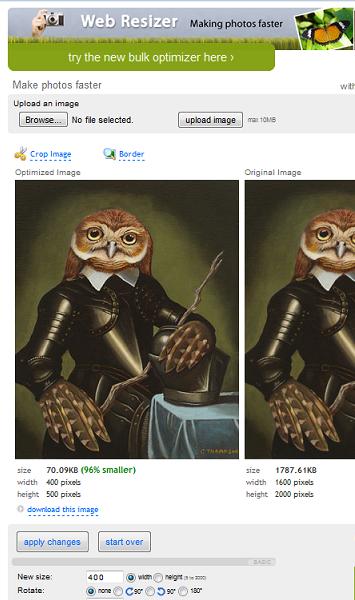 Web Resizer Making photos faster
try the new bulk optimizer here ›
Make photos faster with
Upload an image
Browse... No file selected. upload image max 10MB
Crop Image Border
Optimized Image Original Image
C THOMPSON
size 70.09KB (96% smaller) size 1787.61KB
width 400 pixels width 1600 pixels
height 500 pixels height 2000 pixels
download this image
apply changes start over
BASIC
New size: 400 width height (5 to 2000)
Rotate: none 90° 90° 180°